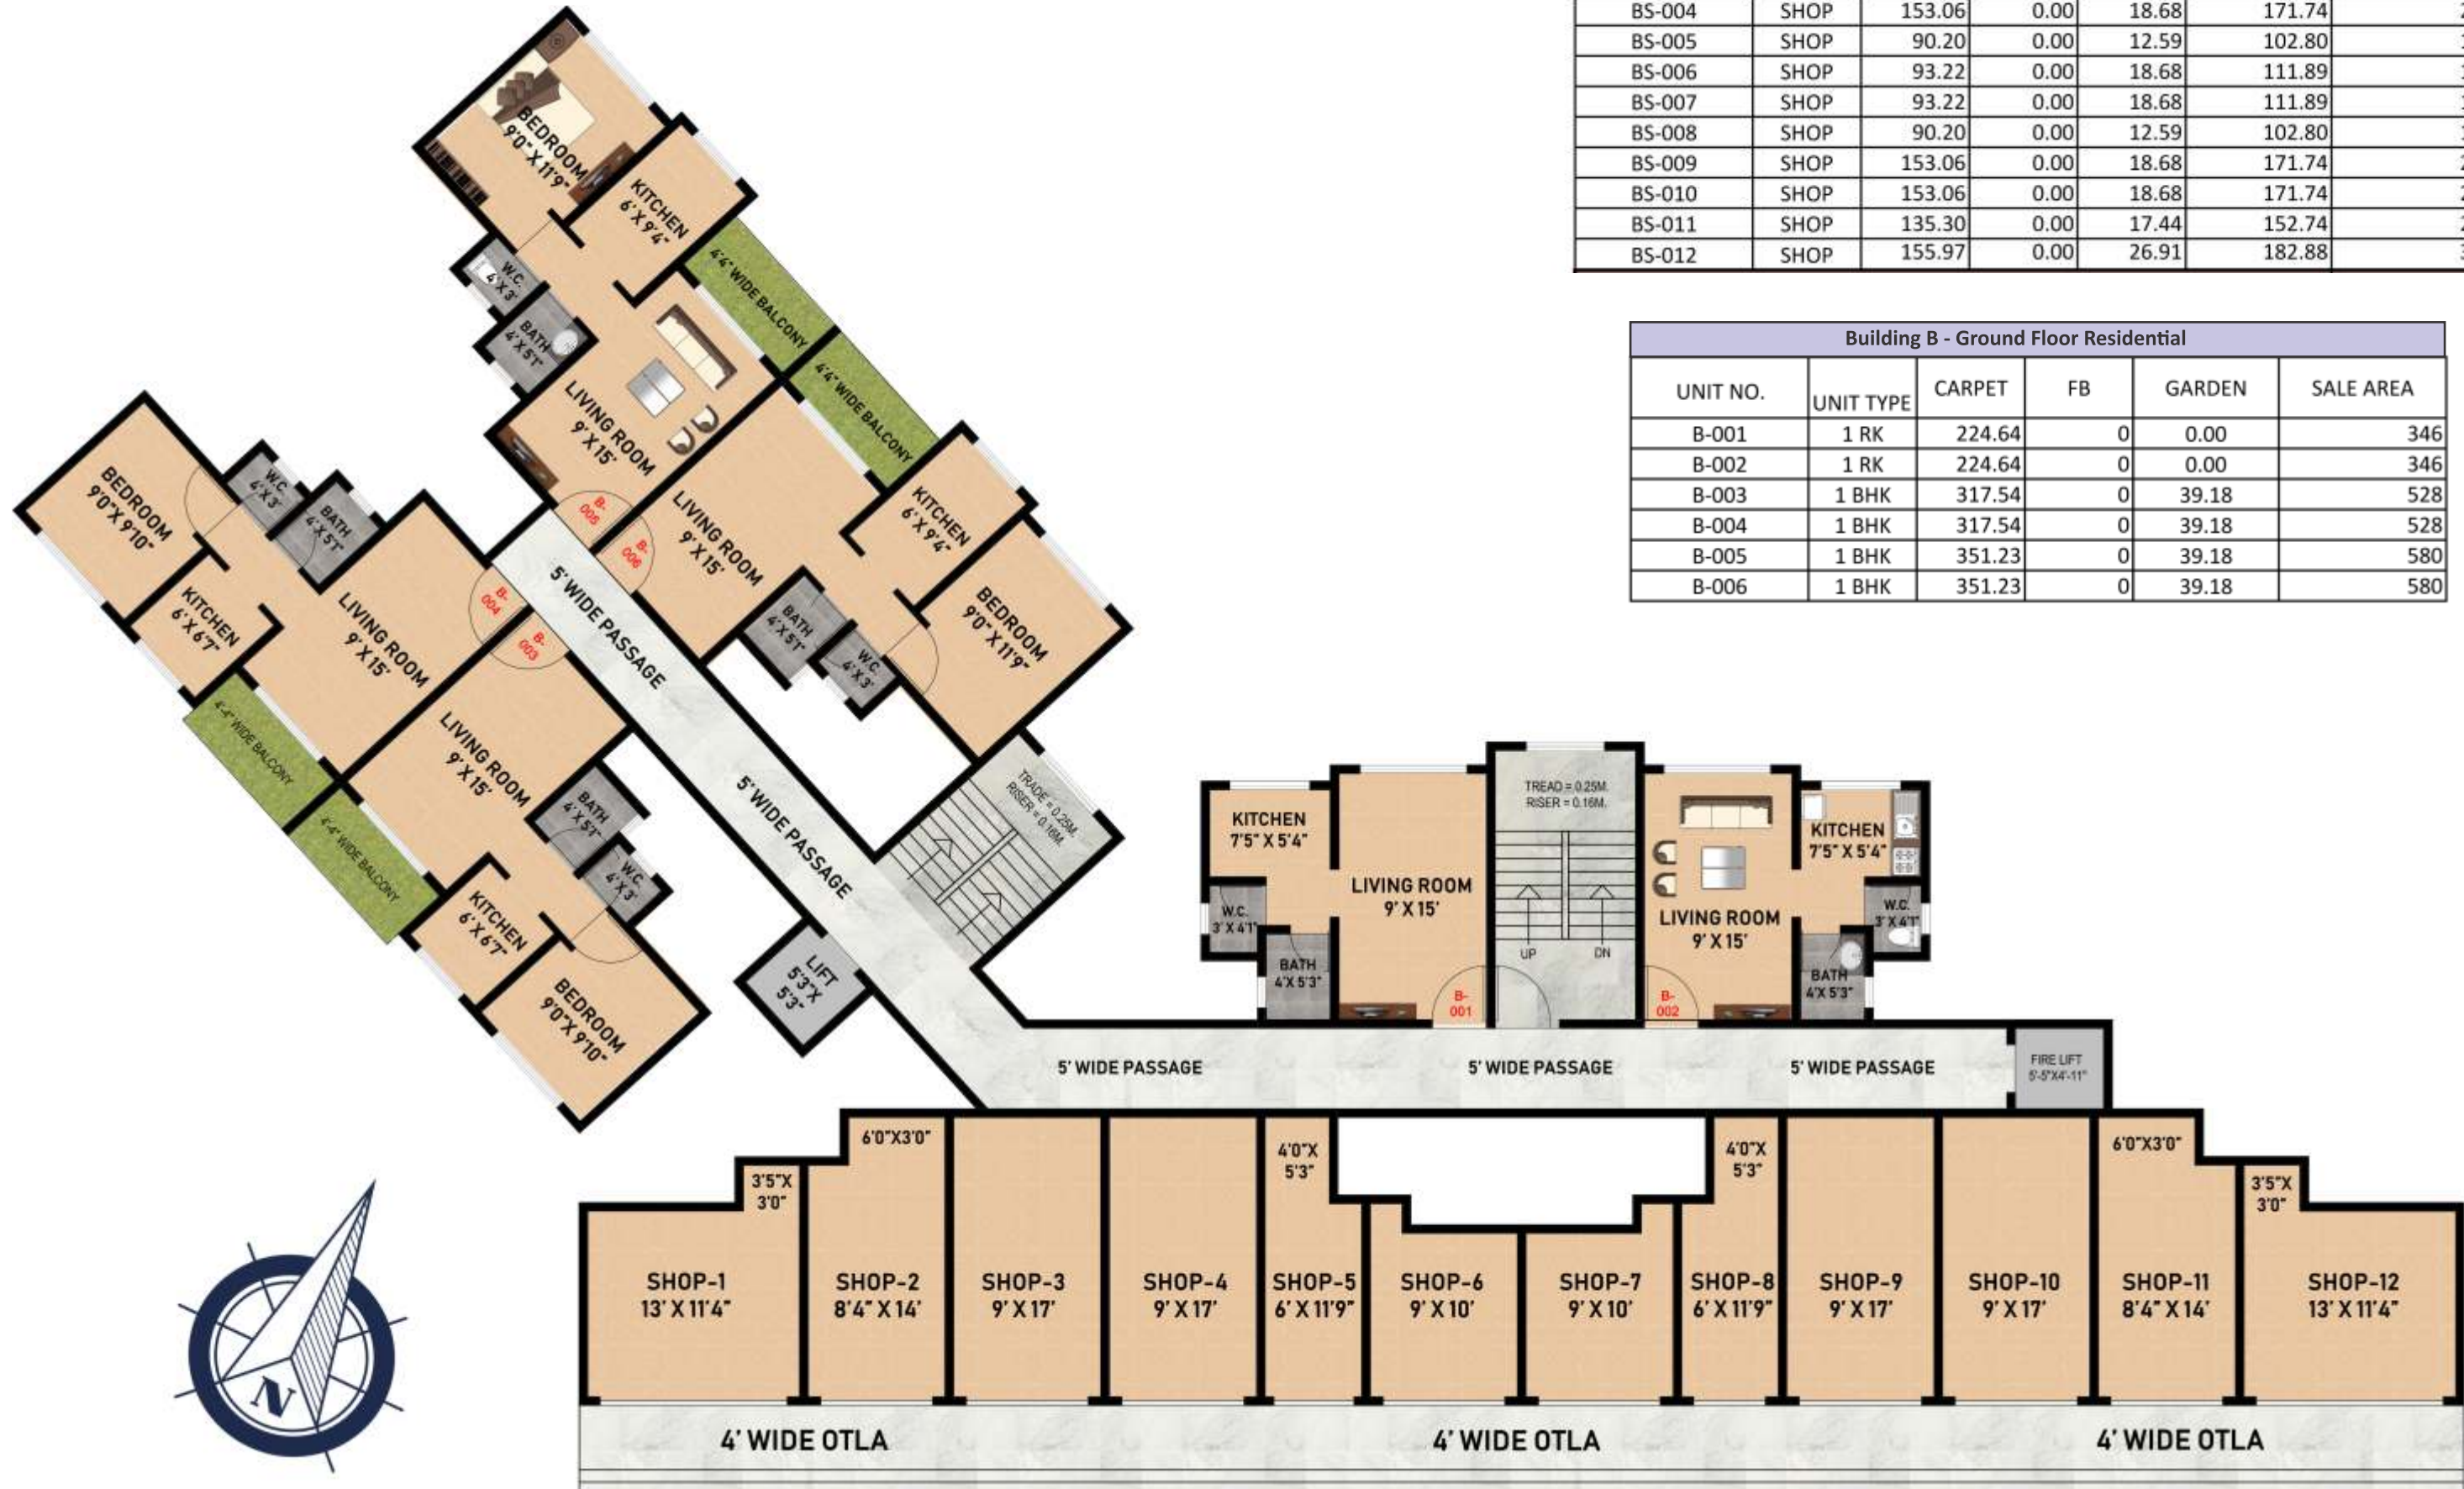 BS-004 SHOP 153.06 0.00 18.68 171.74
BS-005 SHOP 90.20 0.00 12.59 102.80
BS-006 SHOP 93.22 0.00 18.68 111.89
BS-007 SHOP 93.22 0.00 18.68 111.89
BS-008 SHOP 90.20 0.00 12.59 102.80
BS-009 SHOP 153.06 0.00 18.68 171.74
BS-010 SHOP 153.06 0.00 18.68 171.74
BS-011 SHOP 135.30 0.00 17.44 152.74
BS-012 SHOP 155.97 0.00 26.91 182.88
Building B - Ground Floor Residential
UNIT NO. UNIT TYPE CARPET FB GARDEN SALE AREA
B-001 1 RK 224.64 0 0.00 346
B-002 1 RK 224.64 0 0.00 346
B-003 1 BHK 317.54 0 39.18 528
B-004 1 BHK 317.54 0 39.18 528
B-005 1 BHK 351.23 0 39.18 580
B-006 1 BHK 351.23 0 39.18 580
BEDROOM
9'0" X 11'9"
KITCHEN
6' X 9'4"
W.C.
4' X 3'
BATH
4' X 5'1"
4'4" WIDE BALCONY
LIVING ROOM
9' X 15'
B-
005
4'4" WIDE BALCONY
LIVING ROOM
9' X 15'
B-
006
KITCHEN
6' X 9'4"
BATH
4' X 5'1"
W.C.
4' X 3'
BEDROOM
9'0" X 11'9"
BEDROOM
9'0" X 9'10"
W.C.
4' X 3'
BATH
4' X 5'1"
KITCHEN
6' X 6'7"
LIVING ROOM
9' X 15'
B-
004
4'-4" WIDE BALCONY
B-
003
LIVING ROOM
9' X 15'
4'-4" WIDE BALCONY
BATH
4' X 5'1"
W.C.
4' X 3'
KITCHEN
6' X 6'7"
BEDROOM
9'0" X 9'10"
5' WIDE PASSAGE
5' WIDE PASSAGE
TRADE = 0.25M.
RISER = 0.16M.
LIFT
5'3"X
5'3"
KITCHEN
7'5" X 5'4"
W.C.
3' X 4'1"
BATH
4'X 5'3"
LIVING ROOM
9' X 15'
B-
001
TREAD = 0.25M.
RISER = 0.16M.
UP DN
LIVING ROOM
9' X 15'
B-
002
KITCHEN
7'5" X 5'4"
W.C.
3' X 4'1"
BATH
4'X 5'3"
5' WIDE PASSAGE 5' WIDE PASSAGE 5' WIDE PASSAGE
FIRE LIFT
5'-5"X4'-11"
3'5"X
3'0"
6'0"X3'0"
4'0"X
5'3"
4'0"X
5'3"
6'0"X3'0"
3'5"X
3'0"
SHOP-1
13' X 11'4"
SHOP-2
8'4" X 14'
SHOP-3
9' X 17'
SHOP-4
9' X 17'
SHOP-5
6' X 11'9"
SHOP-6
9' X 10'
SHOP-7
9' X 10'
SHOP-8
6' X 11'9"
SHOP-9
9' X 17'
SHOP-10
9' X 17'
SHOP-11
8'4" X 14'
SHOP-12
13' X 11'4"
4' WIDE OTLA 4' WIDE OTLA 4' WIDE OTLA
N